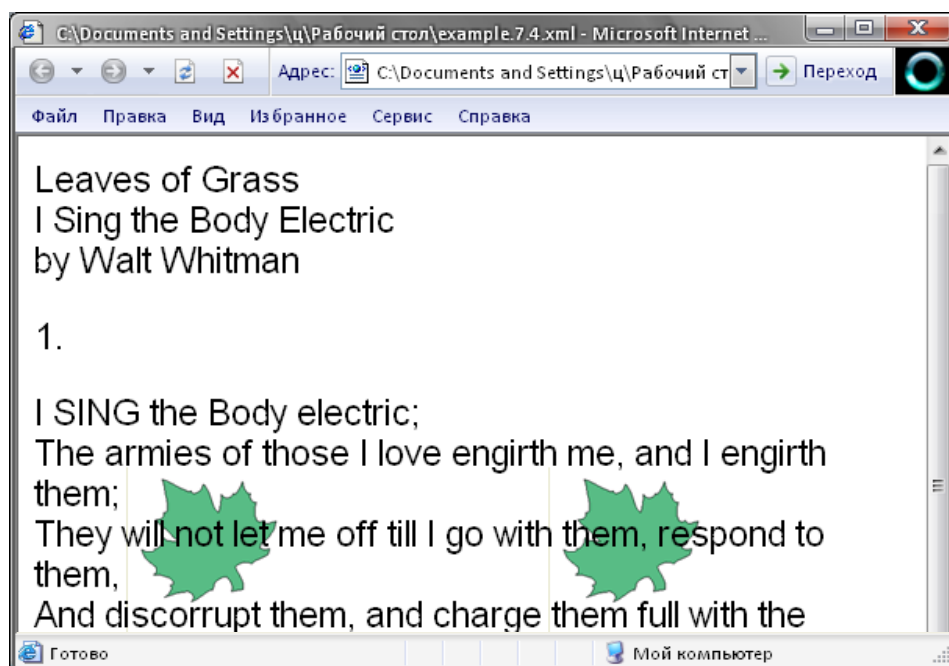 C:\Documents and Settings\ц\Рабочий стол\example.7.4.xml - Microsoft Internet ...
Адрес: C:\Documents and Settings\ц\Рабочий ст Переход
Файл Правка Вид Избранное Сервис Справка
Leaves of Grass
I Sing the Body Electric
by Walt Whitman
1.
I SING the Body electric;
The armies of those I love engirth me, and I engirth
them;
They will not let me off till I go with them, respond to
them,
And discorrupt them, and charge them full with the
Готово Мой компьютер